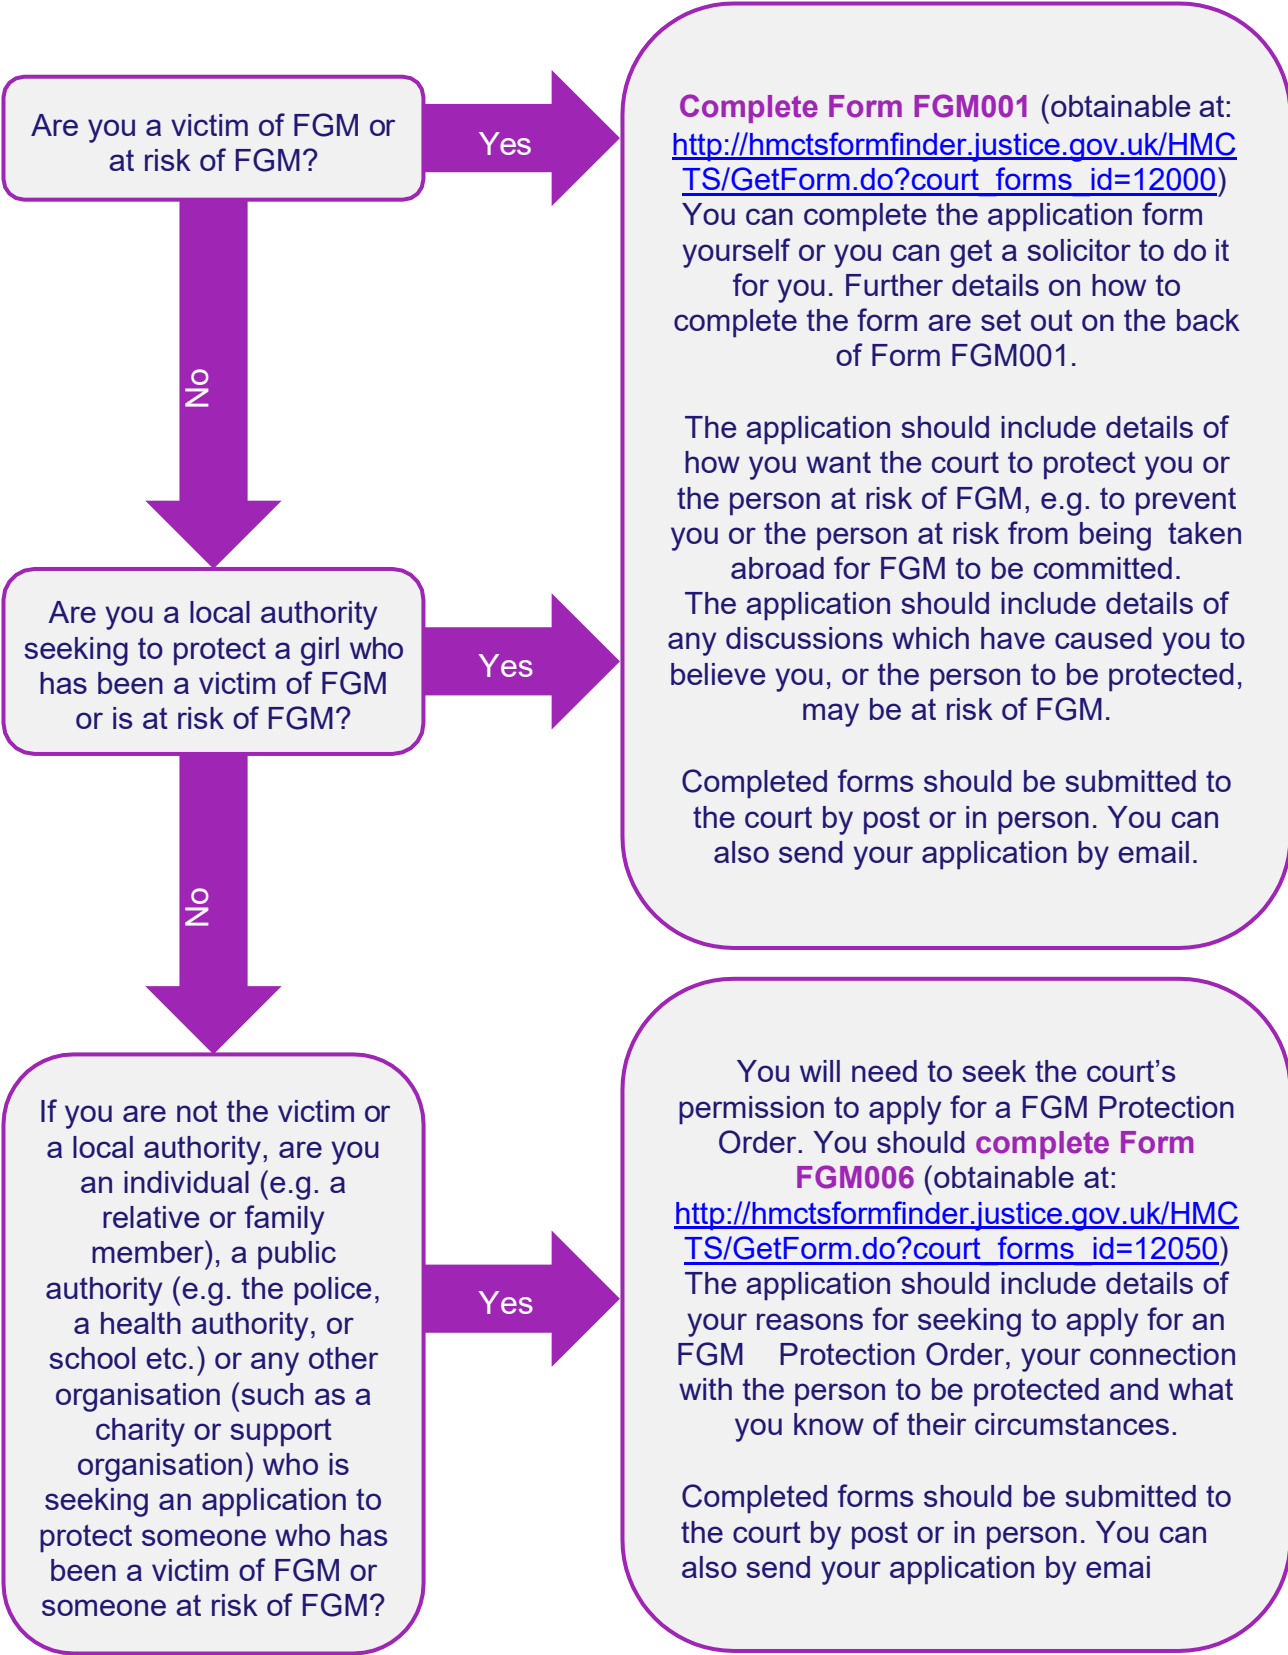 Are you a victim of FGM or
at risk of FGM?
Yes
Complete Form FGM001 (obtainable at:
http://hmctsformfinder.justice.gov.uk/HMC
TS/GetForm.do?court_forms_id=12000)
You can complete the application form
yourself or you can get a solicitor to do it
for you. Further details on how to
complete the form are set out on the back
of Form FGM001.
The application should include details of
how you want the court to protect you or
the person at risk of FGM, e.g. to prevent
you or the person at risk from being taken
abroad for FGM to be committed.
The application should include details of
any discussions which have caused you to
believe you, or the person to be protected,
may be at risk of FGM.
Completed forms should be submitted to
the court by post or in person. You can
also send your application by email.
No
Are you a local authority
seeking to protect a girl who
has been a victim of FGM
or is at risk of FGM?
Yes
No
If you are not the victim or
a local authority, are you
an individual (e.g. a
relative or family
member), a public
authority (e.g. the police,
a health authority, or
school etc.) or any other
organisation (such as a
charity or support
organisation) who is
seeking an application to
protect someone who has
been a victim of FGM or
someone at risk of FGM?
Yes
You will need to seek the court’s
permission to apply for a FGM Protection
Order. You should complete Form
FGM006 (obtainable at:
http://hmctsformfinder.justice.gov.uk/HMC
TS/GetForm.do?court_forms_id=12050)
The application should include details of
your reasons for seeking to apply for an
FGM Protection Order, your connection
with the person to be protected and what
you know of their circumstances.
Completed forms should be submitted to
the court by post or in person. You can
also send your application by emai